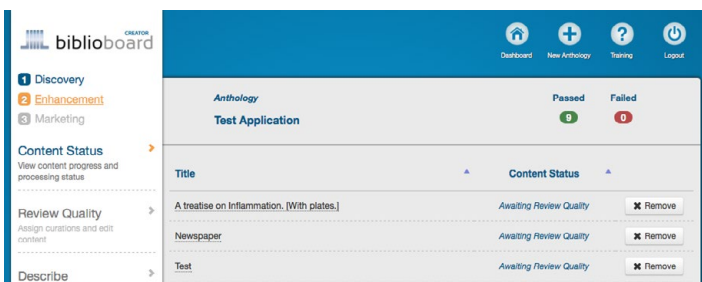 CREATOR
biblioboard
Dashboard New Anthology Training Logout
1 Discovery
2 Enhancement
3 Marketing
Content Status
View content progress and
processing status
Review Quality
Assign curations and edit
content
Describe
Anthology Passed Failed
Test Application 9 0
Title Content Status
A treatise on Inflammation. [With plates.] Awaiting Review Quality Remove
Newspaper Awaiting Review Quality Remove
Test Awaiting Review Quality Remove